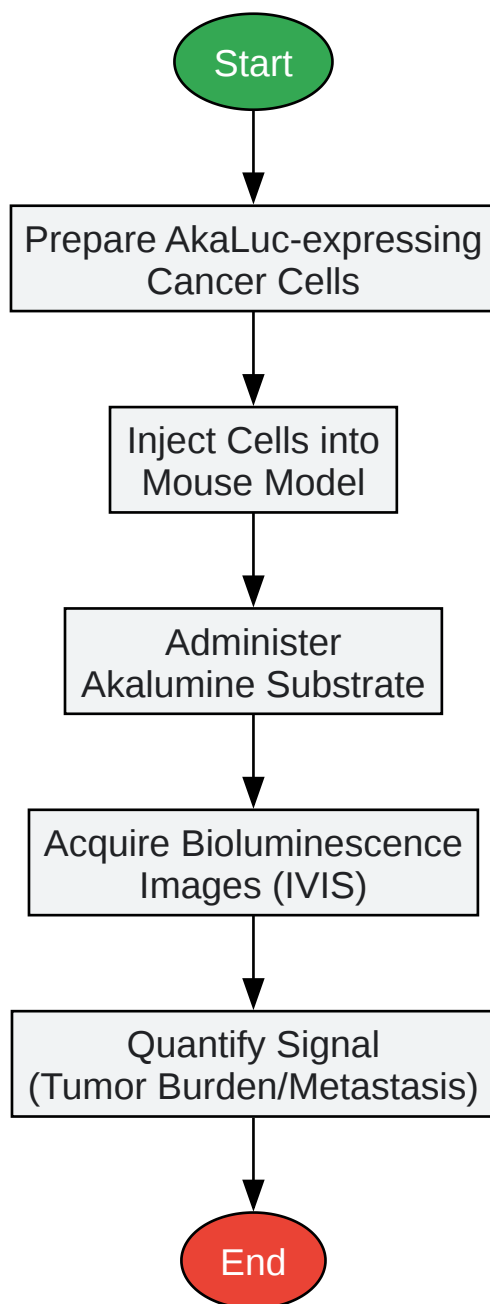 Start
Prepare AkaLuc-expressing
Cancer Cells
Inject Cells into
Mouse Model
Administer
Akalumine Substrate
Acquire Bioluminescence
Images (IVIS)
Quantify Signal
(Tumor Burden/Metastasis)
End